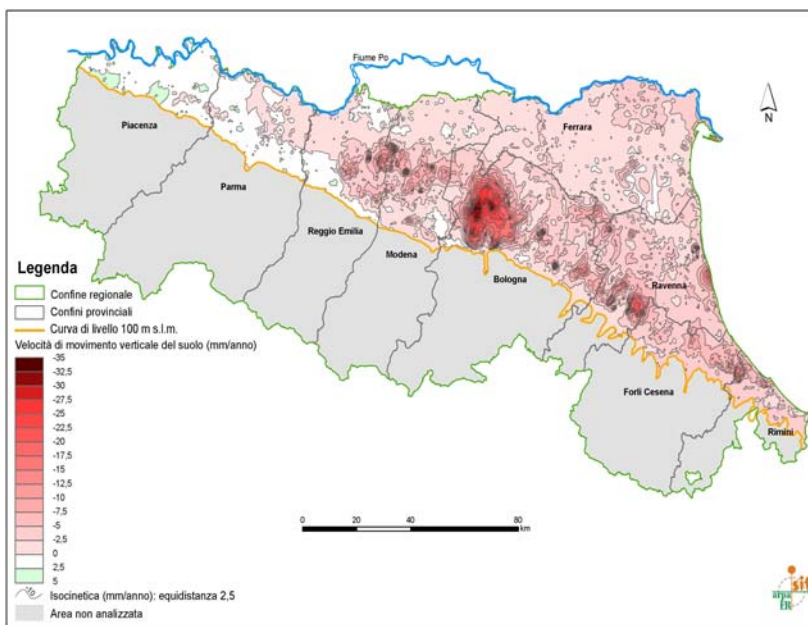 Fiume Po
N
Piacenza
Ferrara
Parma
Reggio Emilia
Modena
Bologna
Ravenna
Forlì Cesena
Rimini
Legenda
Confine regionale
Confini provinciali
Curva di livello 100 m s.l.m.
Velocità di movimento verticale del suolo (mm/anno)
-35
-32,5
-30
-27,5
-25
-22,5
-20
-17,5
-15
-12,5
-10
-7,5
-5
-2,5
0
2,5
5
Isocinetica (mm/anno): equidistanza 2,5
Area non analizzata
0 20 40 80
km
arpa
ER